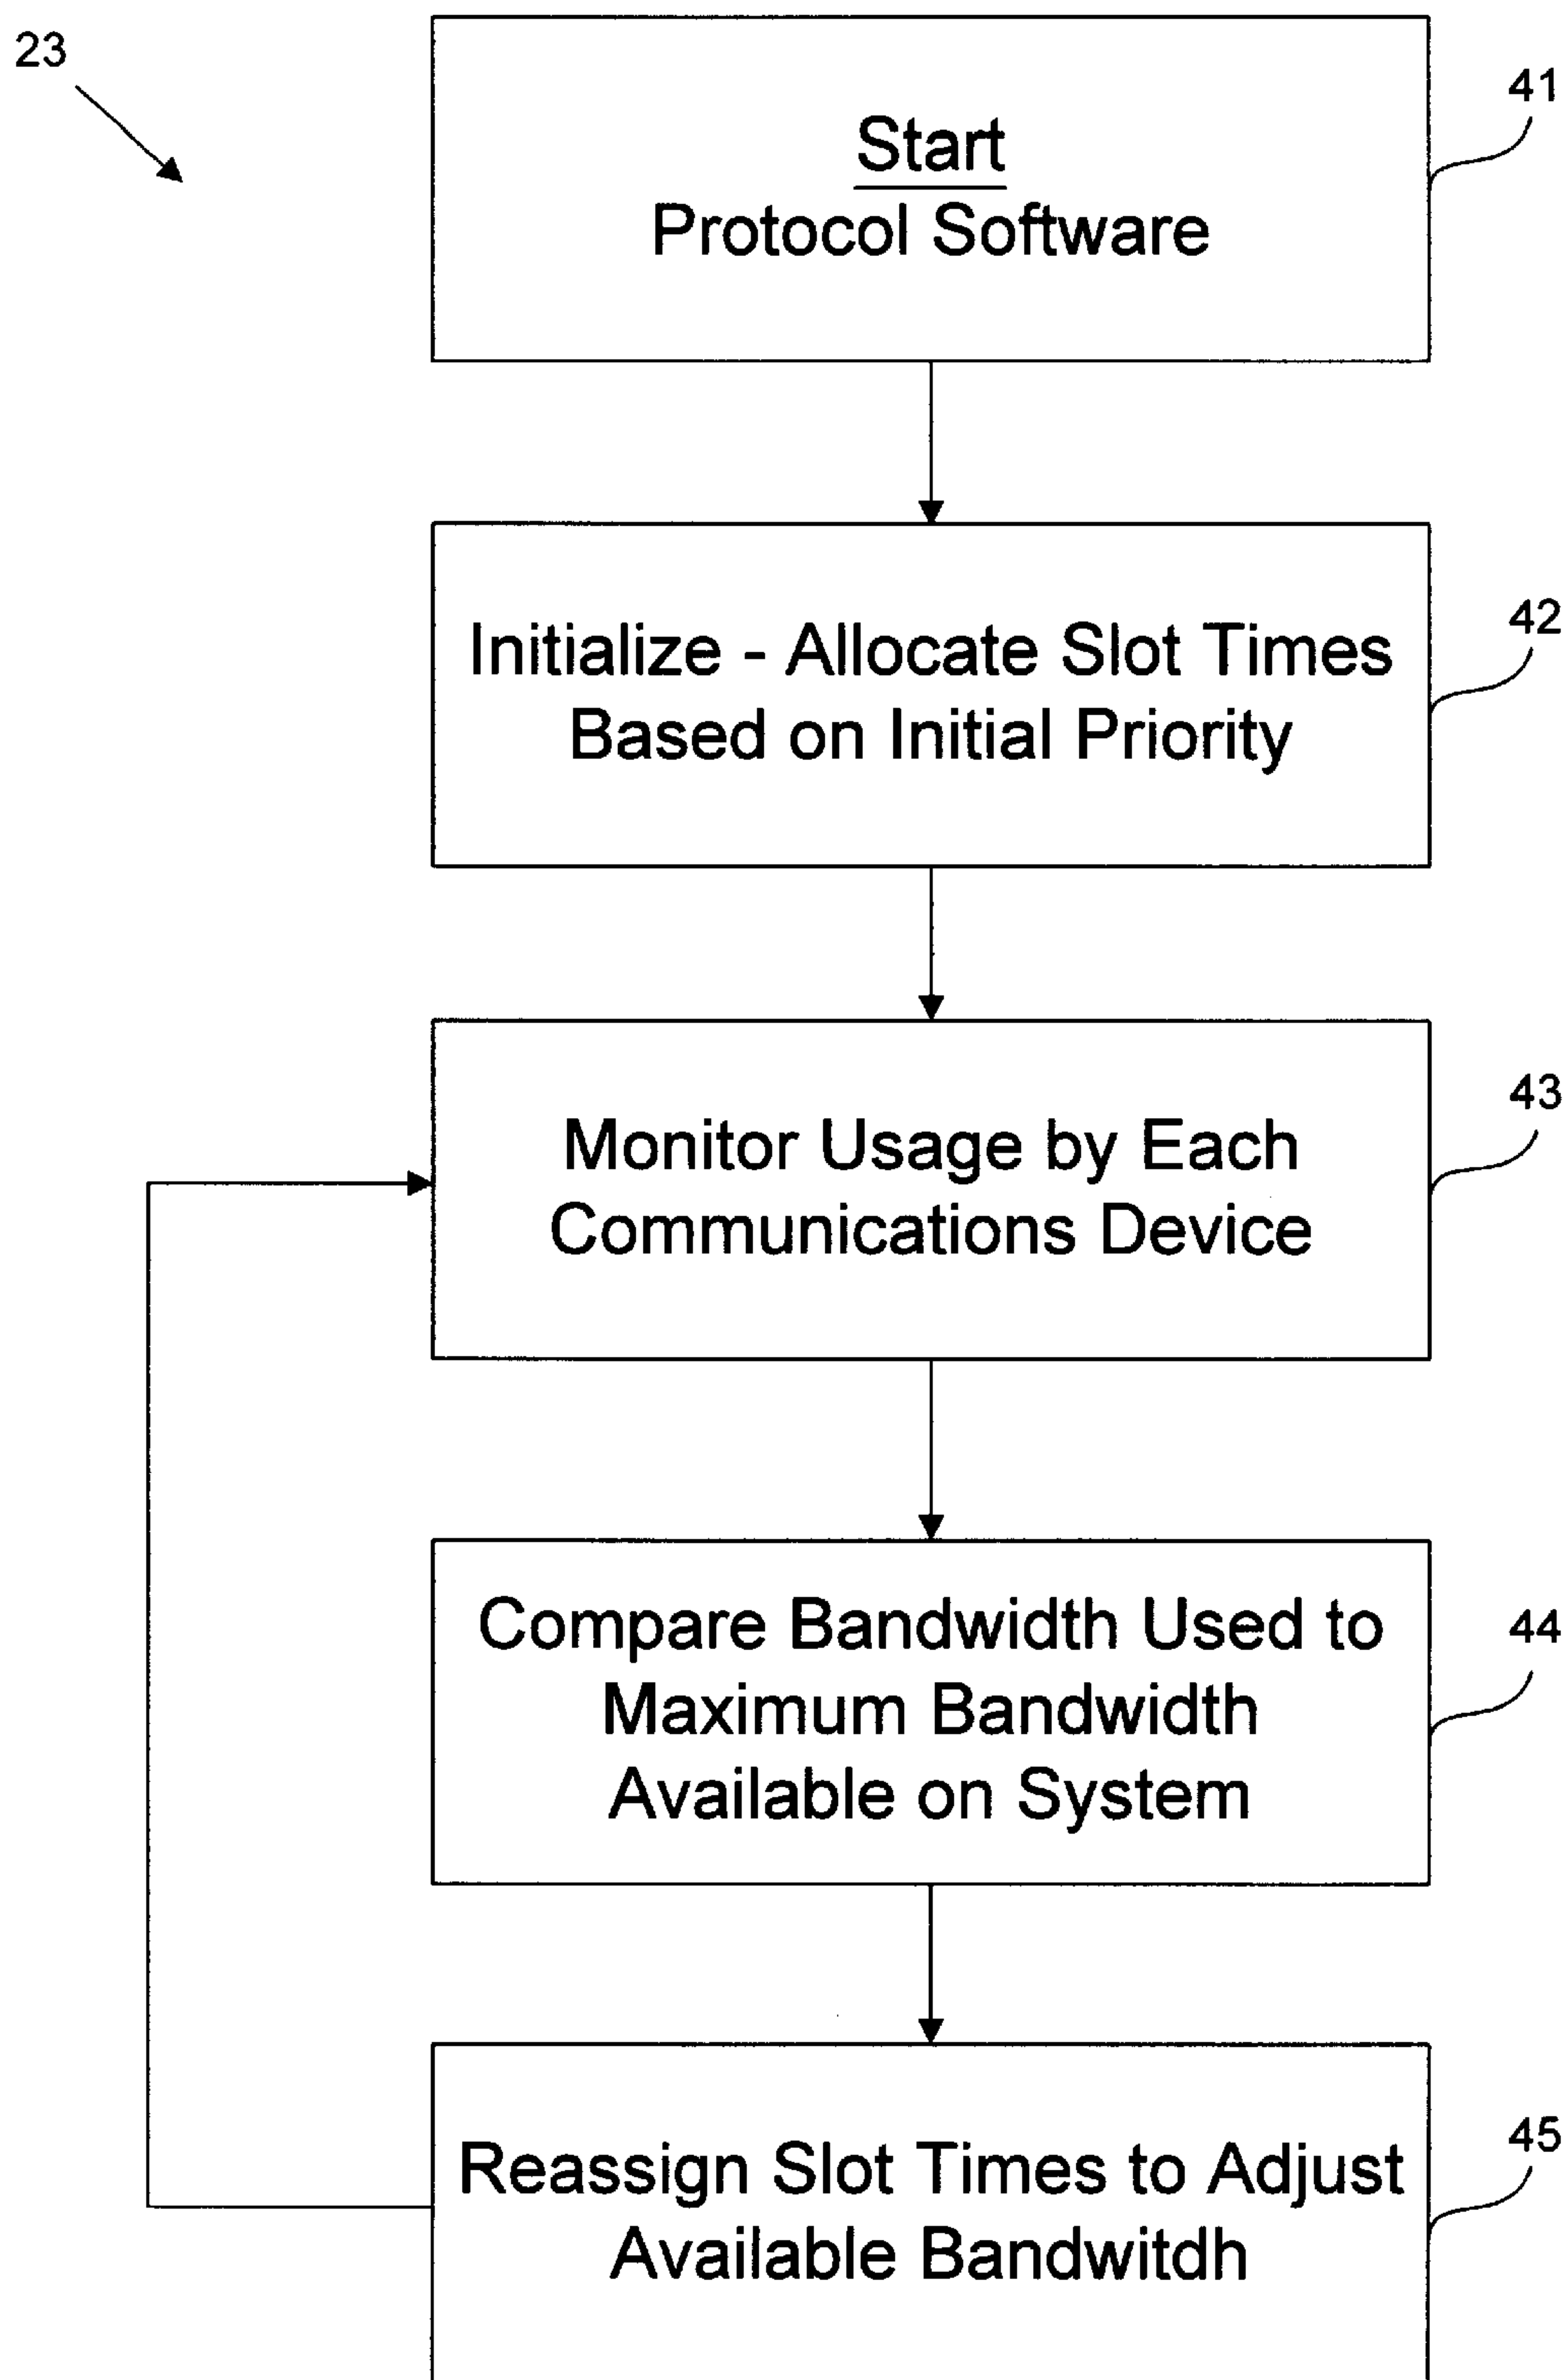 23
41
Start
Protocol Software
42
Initialize - Allocate Slot Times
Based on Initial Priority
43
Monitor Usage by Each
Communications Device
44
Compare Bandwidth Used to
Maximum Bandwidth
Available on System
45
Reassign Slot Times to Adjust
Available Bandwitdh